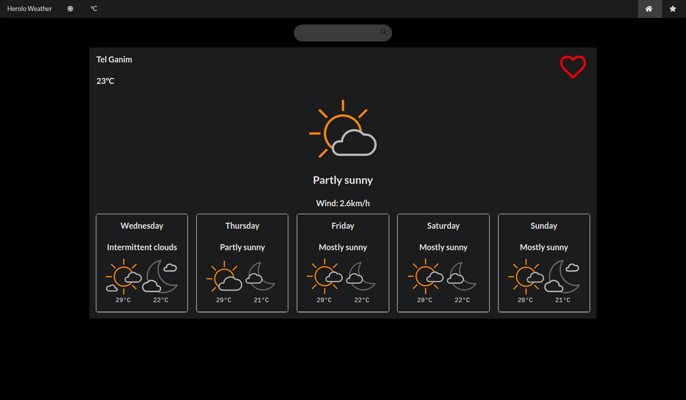 Herolo Weather °C
Tel Ganim
23°C
Partly sunny
Wind: 2.6km/h
Wednesday
Intermittent clouds
29°C 22°C
Thursday
Partly sunny
29°C 21°C
Friday
Mostly sunny
29°C 22°C
Saturday
Mostly sunny
28°C 22°C
Sunday
Mostly sunny
28°C 21°C